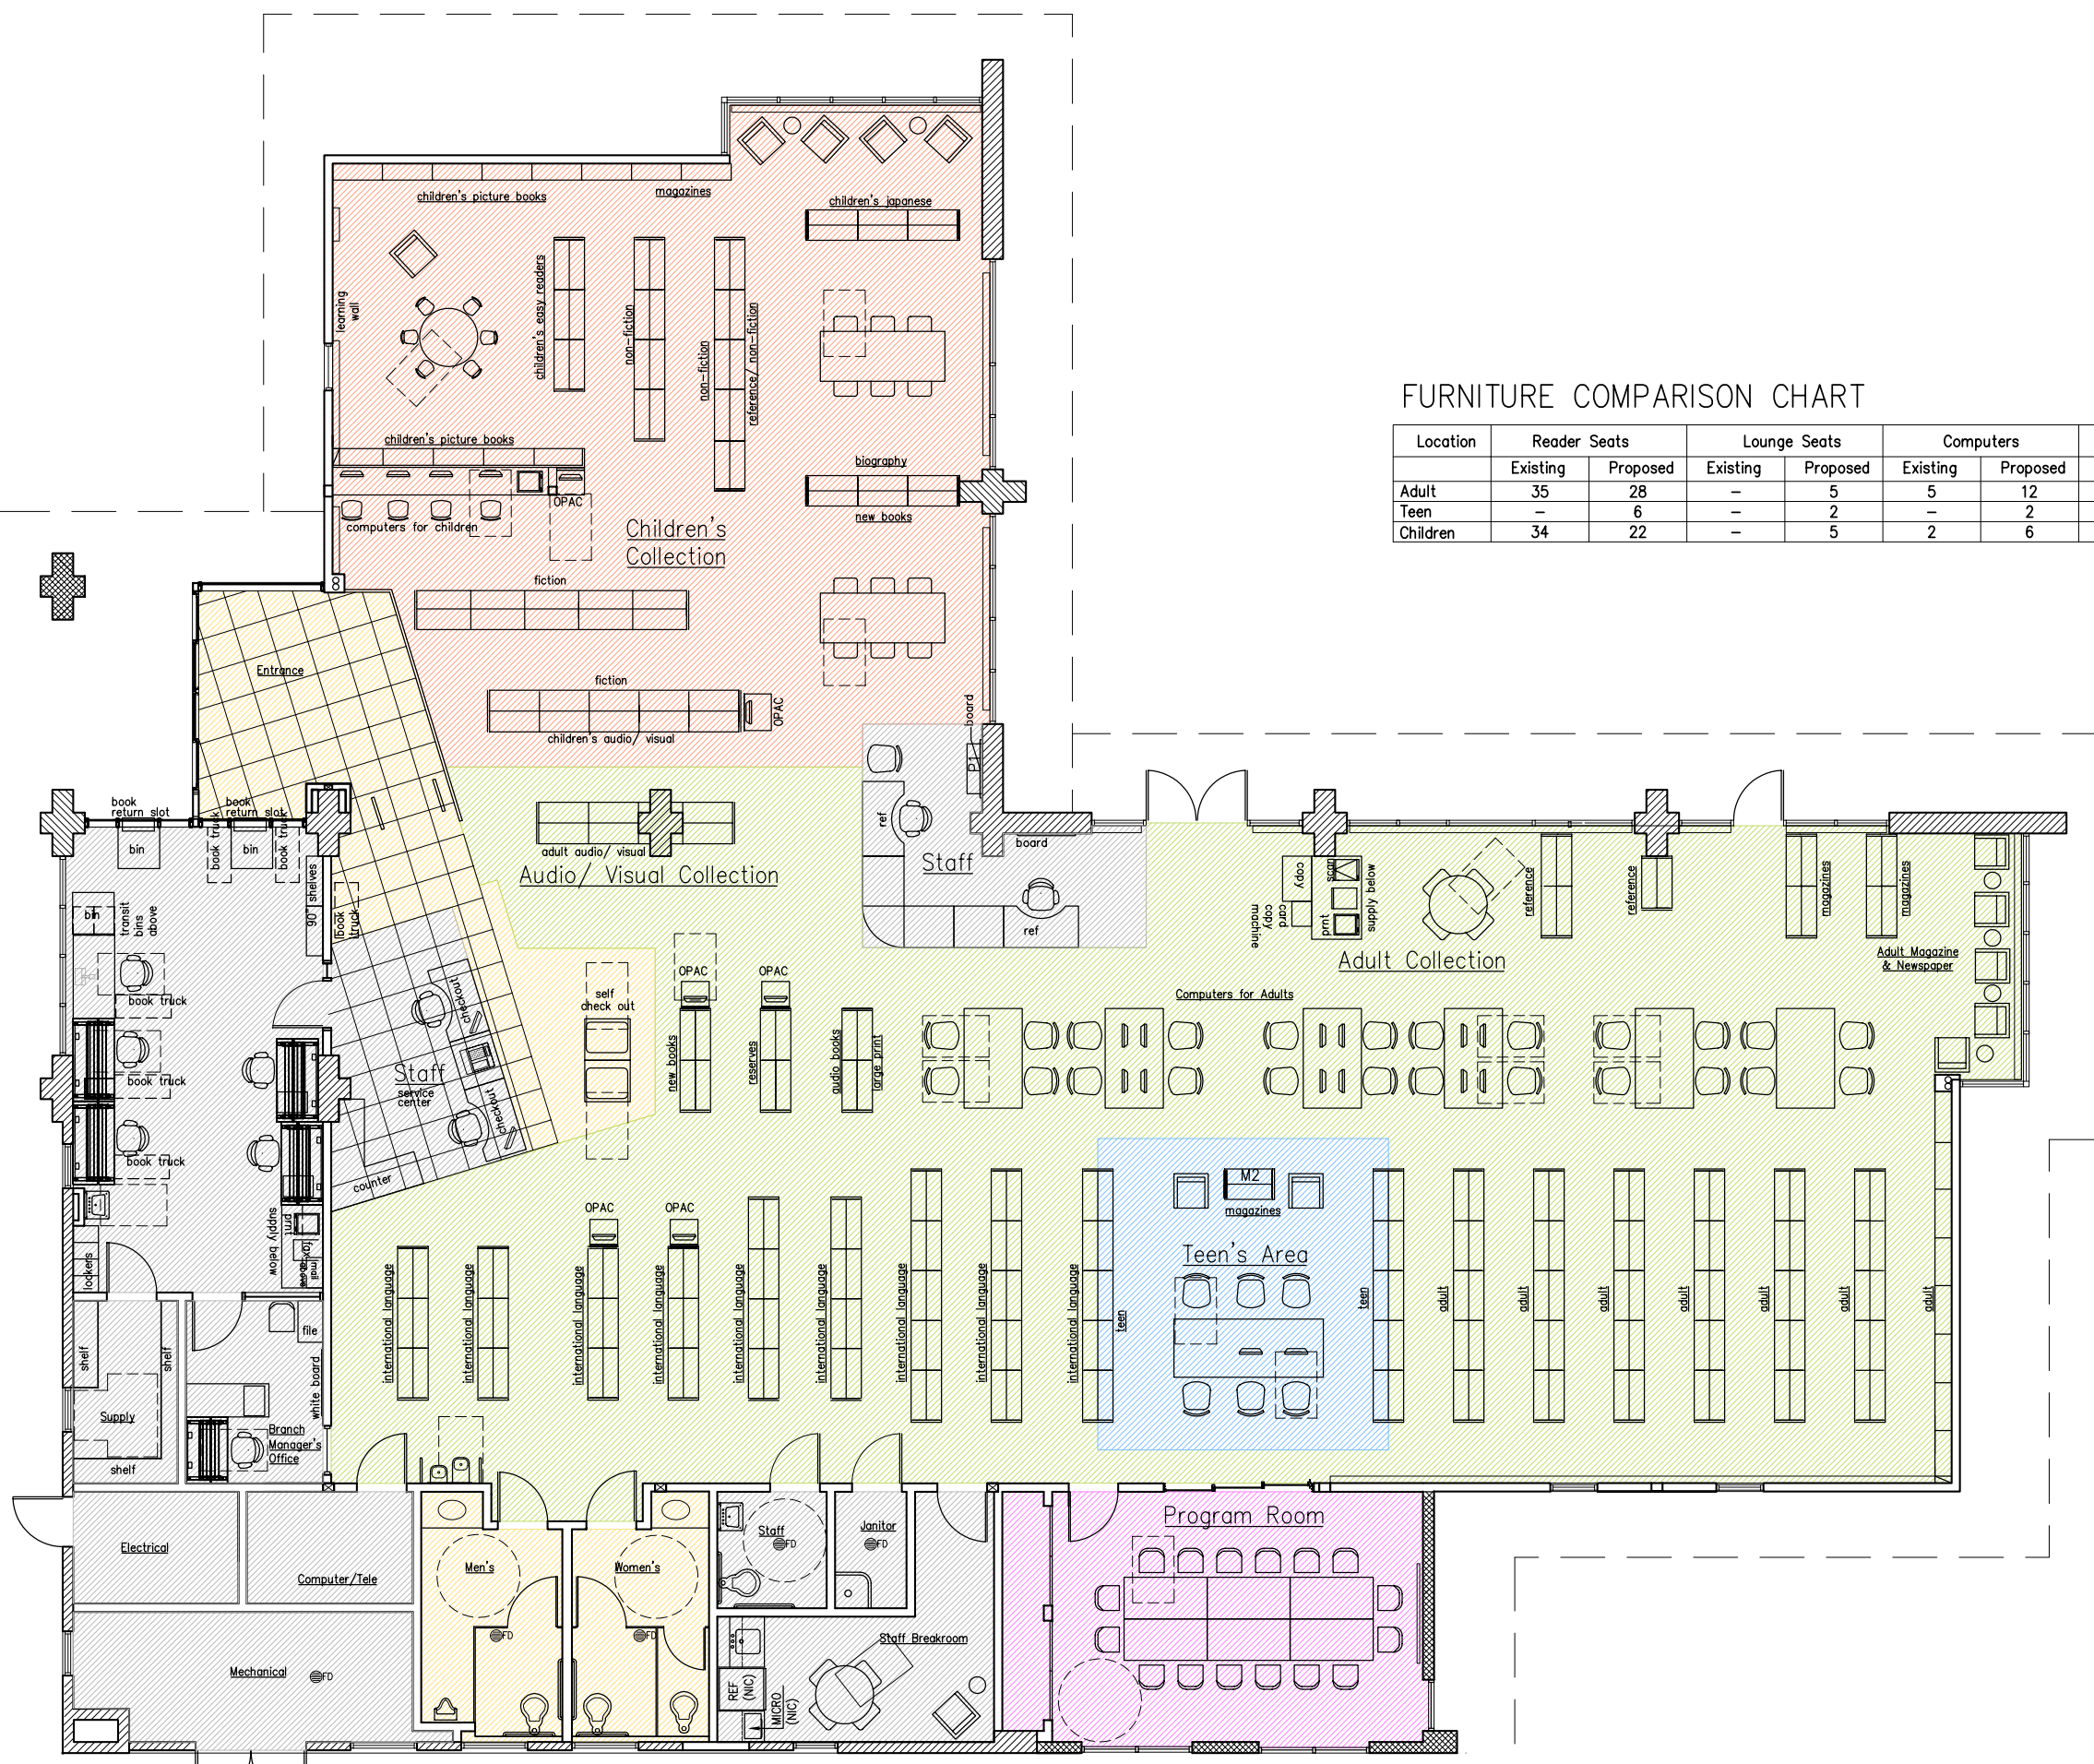 children's picture books
magazines
children's japanese
learning
wall
children's easy readers
non-fiction
non-fiction
reference/ non-fiction
FURNITURE COMPARISON CHART
Location Reader Seats Lounge Seats Computers
Existing Proposed Existing Proposed Existing Proposed
Adult 35 28 – 5 5 12
Teen – 6 – 2 – 2
Children 34 22 – 5 2 6
children's picture books
biography
OPAC
new books
computers for children
Children's
Collection
fiction
Entrance
fiction
OPAC
children's audio/ visual
board
P1
book
return slot
book
return slot
book truck
book truck
bin
bin
adult audio/ visual
Audio/ Visual Collection
ref
Staff
board
ref
copy
scan
supply below
prnt
card
copy
machine
reference
reference
magazines
magazines
Adult Collection
Adult Magazine
& Newspaper
Computers for Adults
90" shelves
book
truck
bin
transit
bins
above
book truck
book truck
book truck
book truck
checkout
checkout
Staff
service
center
counter
self
check out
OPAC
OPAC
new books
reserves
audio books
large print
M2
magazines
Teen's Area
teen
teen
OPAC
OPAC
international language
international language
international language
international language
international language
international language
international language
international language
international language
adult
adult
adult
adult
adult
adult
adult
prnt
fax
mail
above
supply below
lockers
file
shelf
shelf
white board
Supply
shelf
Branch
Manager's
Office
Electrical
Computer/Tele
Men's
Women's
Staff
FD
Janitor
FD
Program Room
FD
FD
Mechanical
FD
Staff Breakroom
REF
(NIC)
MICRO
(NIC)